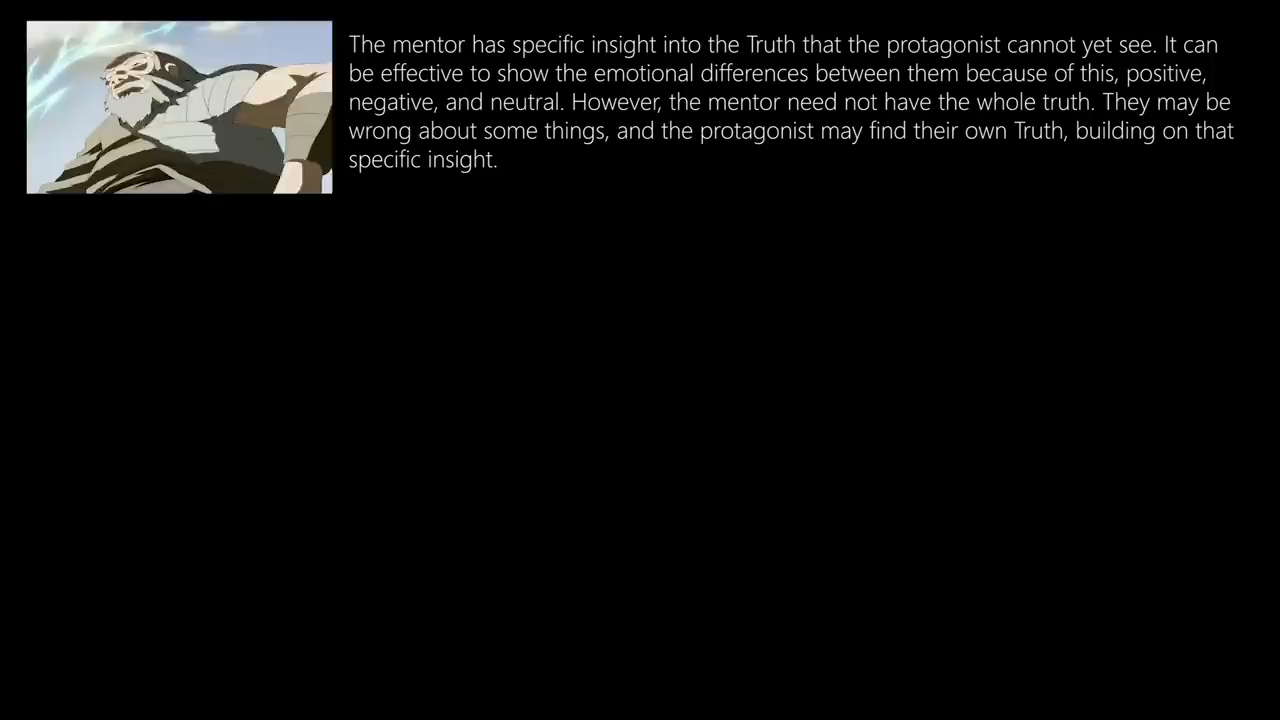 The mentor has specific insight into the Truth that the protagonist cannot yet see. It can
be effective to show the emotional differences between them because of this, positive,
negative, and neutral. However, the mentor need not have the whole truth. They may be
wrong about some things, and the protagonist may find their own Truth, building on that
specific insight.